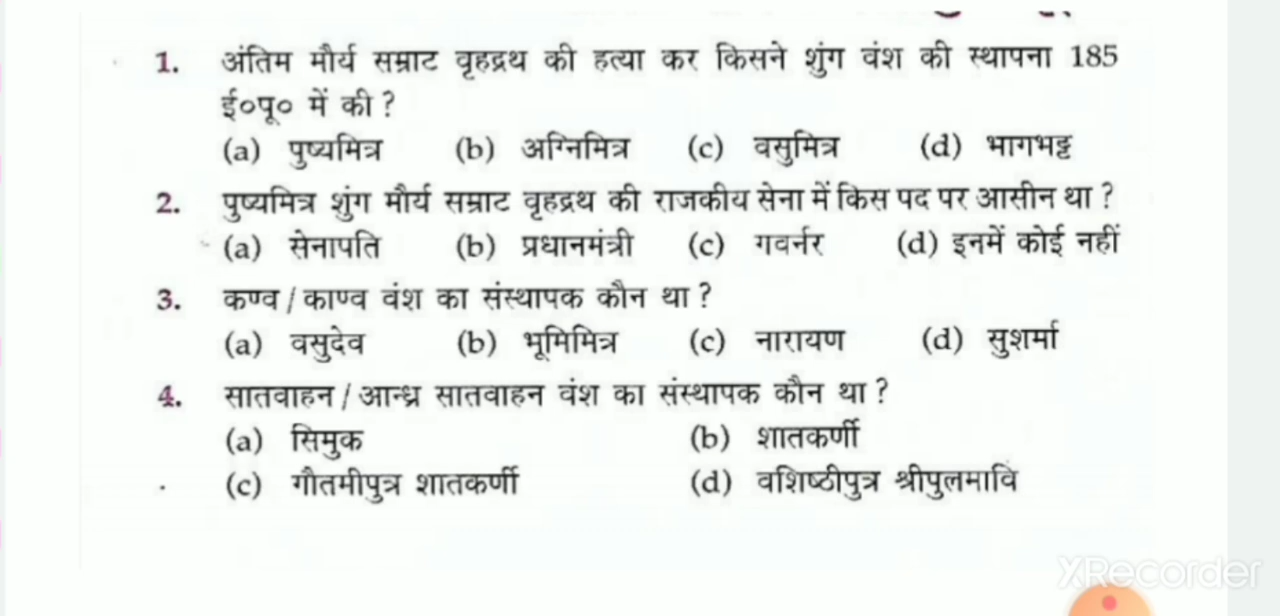 1. अंतिम मौर्य सम्राट वृहद्रथ की हत्या कर किसने शुंग वंश की स्थापना 185
ई०पू० में की ?
(a) पुष्यमित्र (b) अग्निमित्र (c) वसुमित्र (d) भागभट्ट
2. पुष्यमित्र शुंग मौर्य सम्राट वृहद्रथ की राजकीय सेना में किस पद पर आसीन था ?
(a) सेनापति (b) प्रधानमंत्री (c) गवर्नर (d) इनमें कोई नहीं
3. कण्व / काण्व वंश का संस्थापक कौन था ?
(a) वसुदेव (b) भूमिमित्र (c) नारायण (d) सुशर्मा
4. सातवाहन / आन्ध्र सातवाहन वंश का संस्थापक कौन था ?
(a) सिमुक (b) शातकर्णी
(c) गौतमीपुत्र शातकर्णी (d) वशिष्ठीपुत्र श्रीपुलमावि
XRecorder